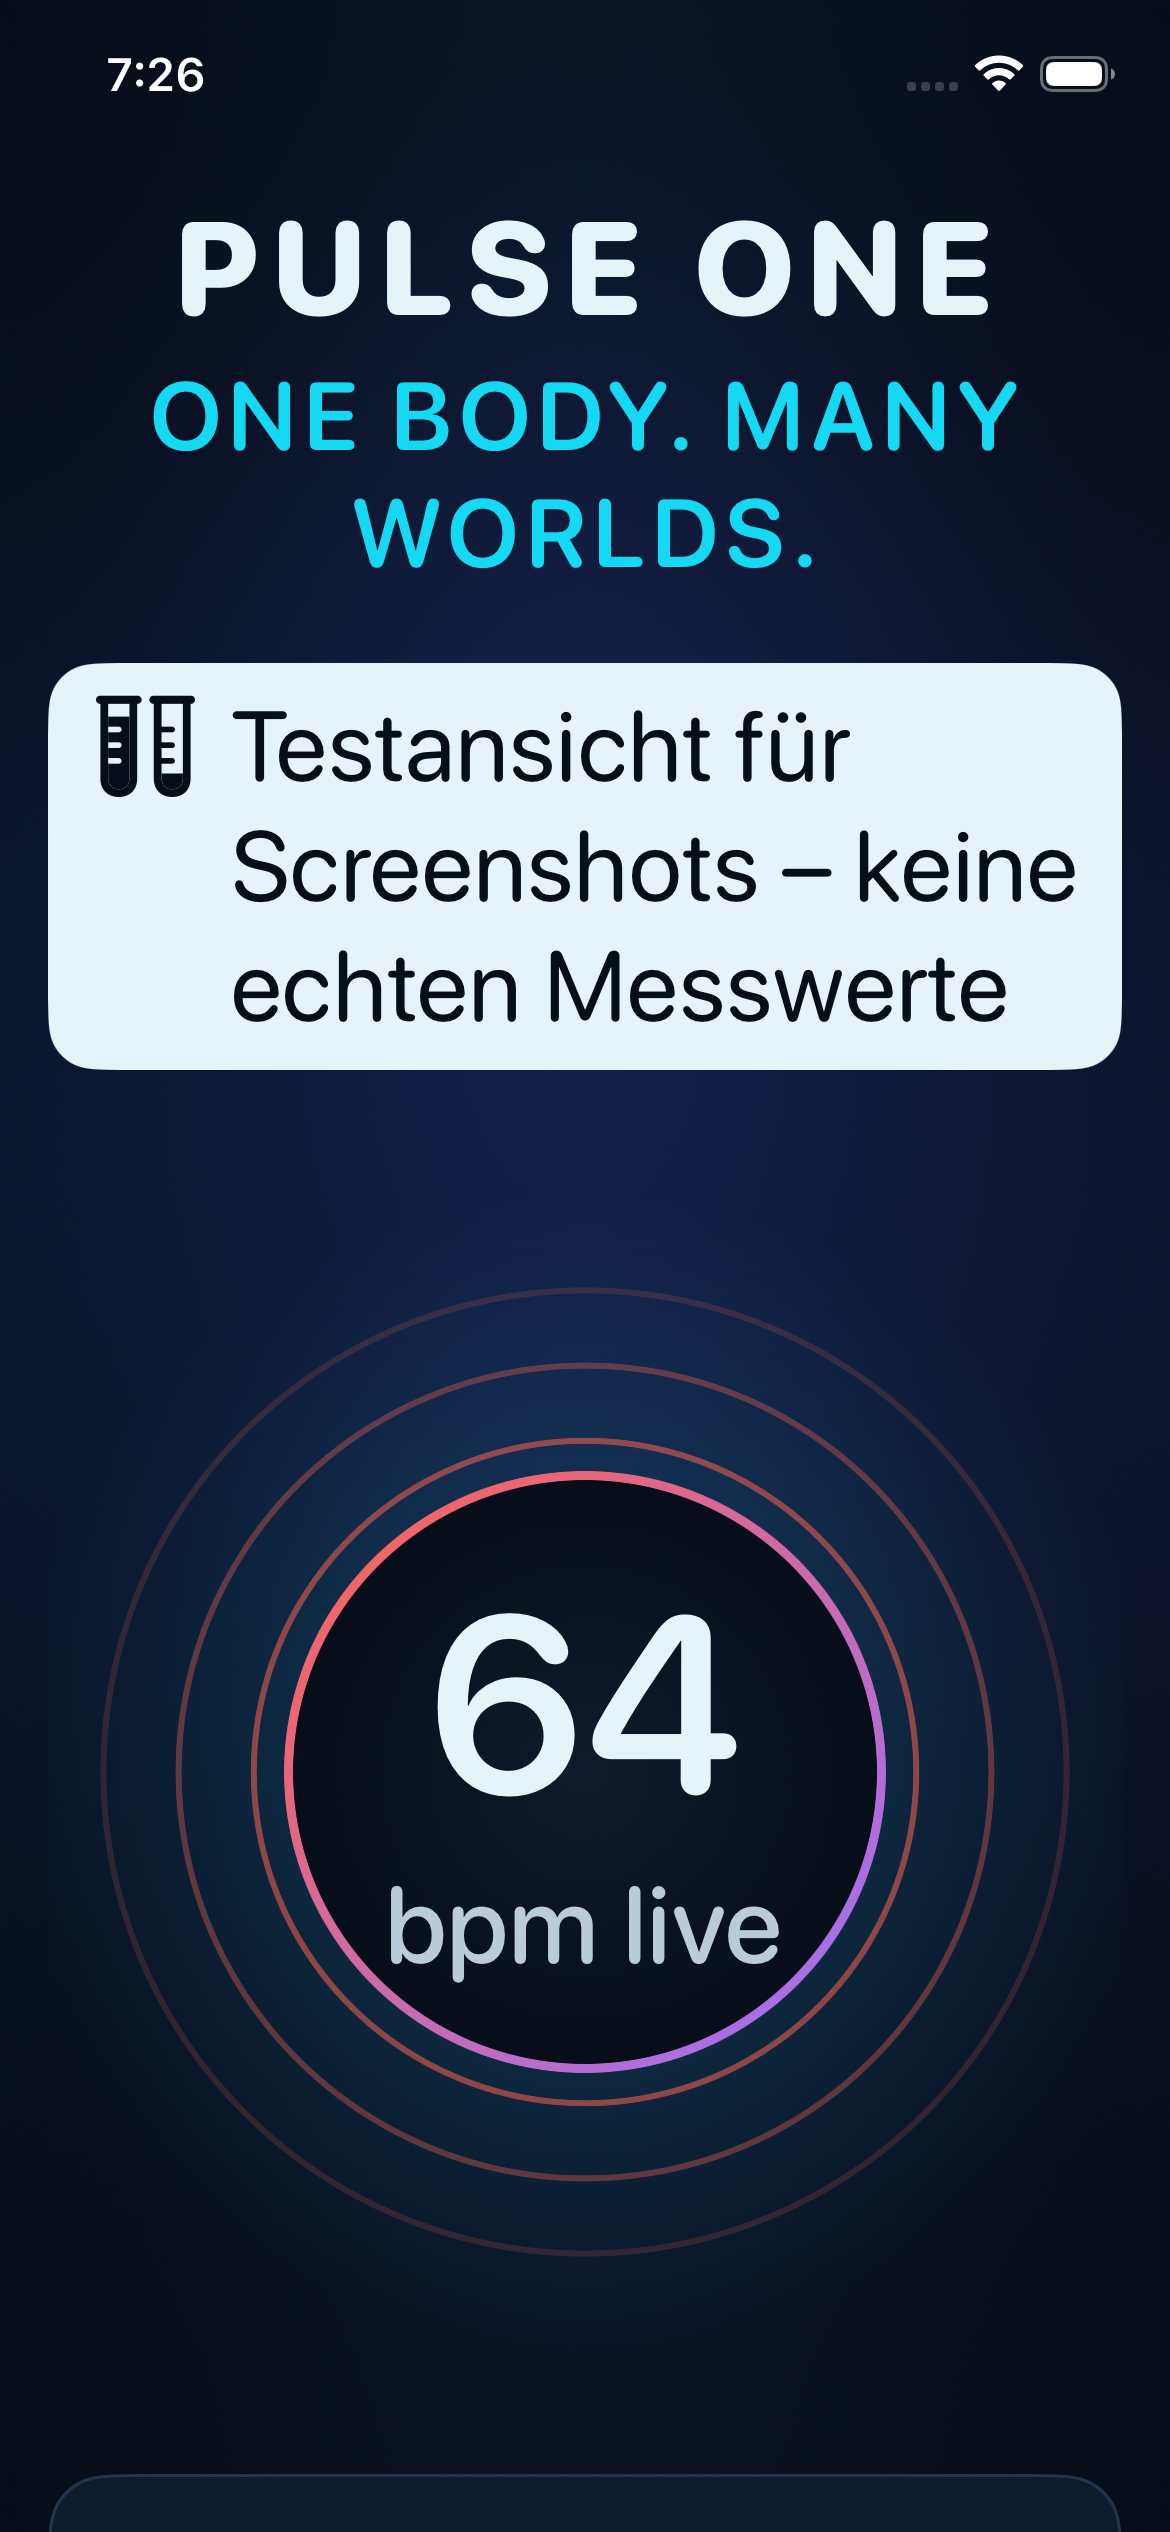 7:26
PULSE ONE
ONE BODY. MANY
WORLDS.
Testansicht für
Screenshots – keine
echten Messwerte
64
bpm live